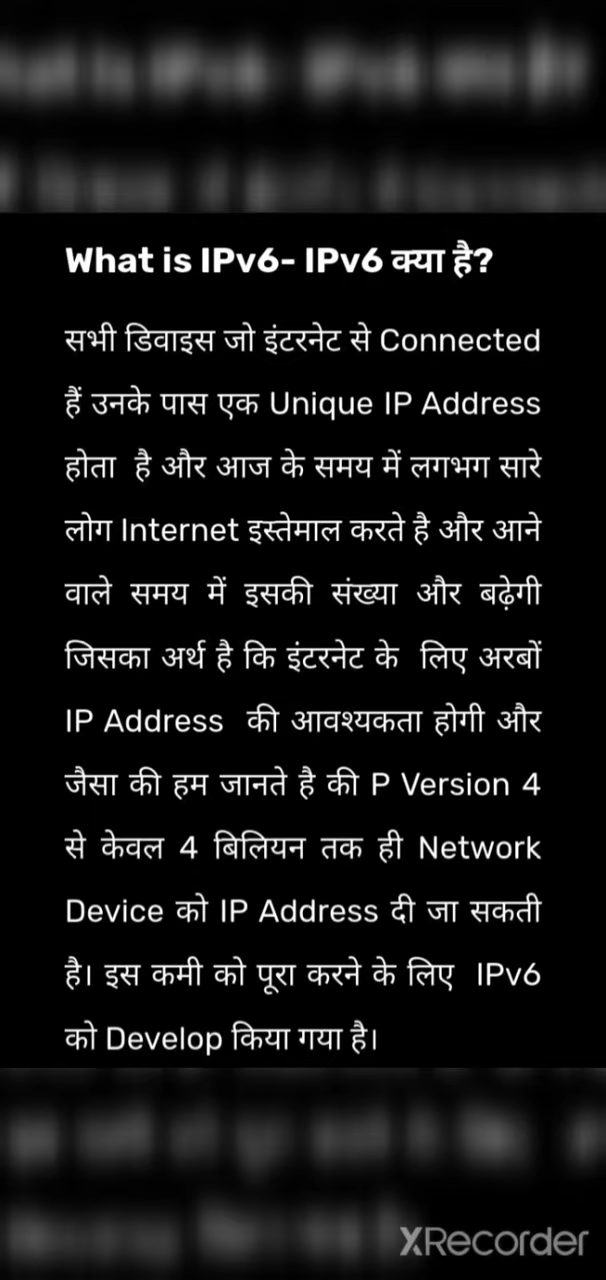 What is IPv6- IPv6 क्या है?
सभी डिवाइस जो इंटरनेट से Connected
हैं उनके पास एक Unique IP Address
होता है और आज के समय में लगभग सारे
लोग Internet इस्तेमाल करते है और आने
वाले समय में इसकी संख्या और बढ़ेगी
जिसका अर्थ है कि इंटरनेट के लिए अरबों
IP Address की आवश्यकता होगी और
जैसा की हम जानते है की P Version 4
से केवल 4 बिलियन तक ही Network
Device को IP Address दी जा सकती
है। इस कमी को पूरा करने के लिए IPv6
को Develop किया गया है।
XRecorder